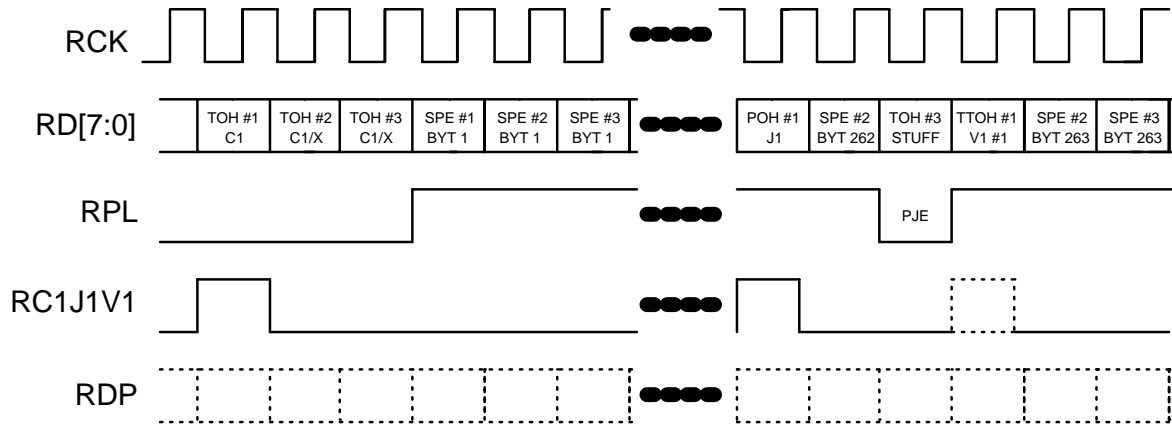 RCK
RD[7:0]
TOH #1
C1
TOH #2
C1/X
TOH #3
C1/X
SPE #1
BYT 1
SPE #2
BYT 1
SPE #3
BYT 1
POH #1
J1
SPE #2
BYT 262
TOH #3
STUFF
TTOH #1
V1 #1
SPE #2
BYT 263
SPE #3
BYT 263
RPL
PJE
RC1J1V1
RDP